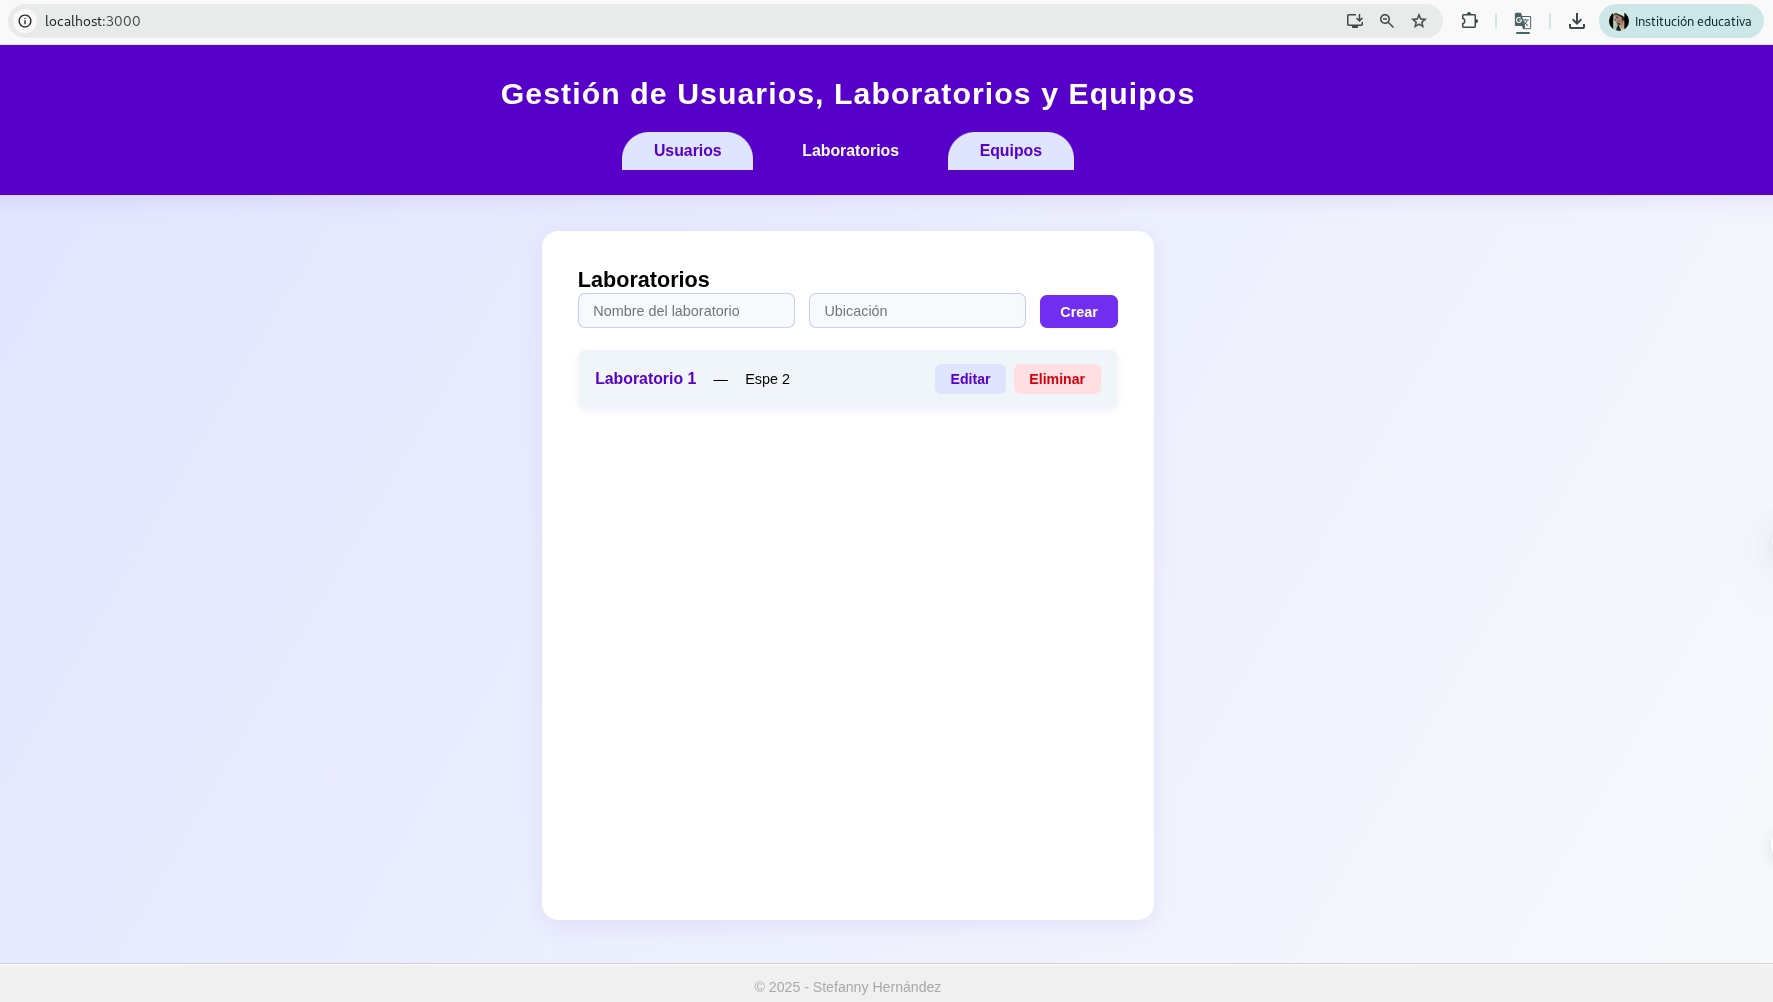 localhost:3000
Institución educativa
Gestión de Usuarios, Laboratorios y Equipos
Usuarios Laboratorios Equipos
Laboratorios
Nombre del laboratorio Ubicación Crear
Laboratorio 1 — Espe 2 Editar Eliminar
© 2025 - Stefanny Hernández